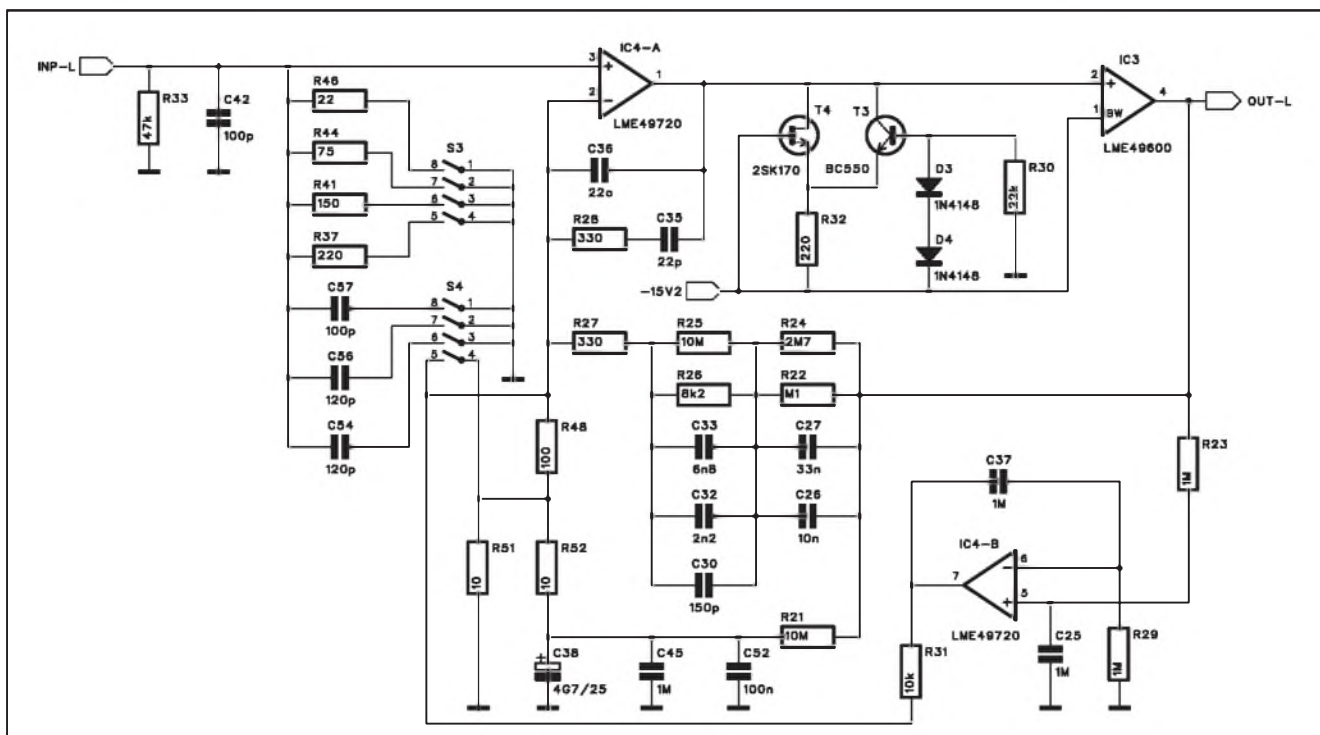 INP-L
R33
47k
C42
100p
R46
22
R44
75
R41
150
R37
220
S3
8 1
7 2
6 3
5 4
C57
100p
C56
120p
C54
120p
S4
8 1
7 2
6 3
5 4
IC4-A
3
+
2
-
1
LME49720
C36
22o
R28
330
C35
22p
T4
2SK170
T3
BC550
R32
220
D3
1N4148
D4
1N4148
R30
22k
-15V2
IC3
2
+
1
BW
4
LME49600
OUT-L
R27
330
R25
10M
R24
2M7
R26
8k2
R22
M1
C33
6n8
C27
33n
C32
2n2
C26
10n
C30
150p
R48
100
R51
10
R52
10
R21
10M
C38
+
4G7/25
C45
1M
C52
100n
R23
1M
C37
1M
IC4-B
7
6
-
5
+
LME49720
C25
1M
R29
1M
R31
10k